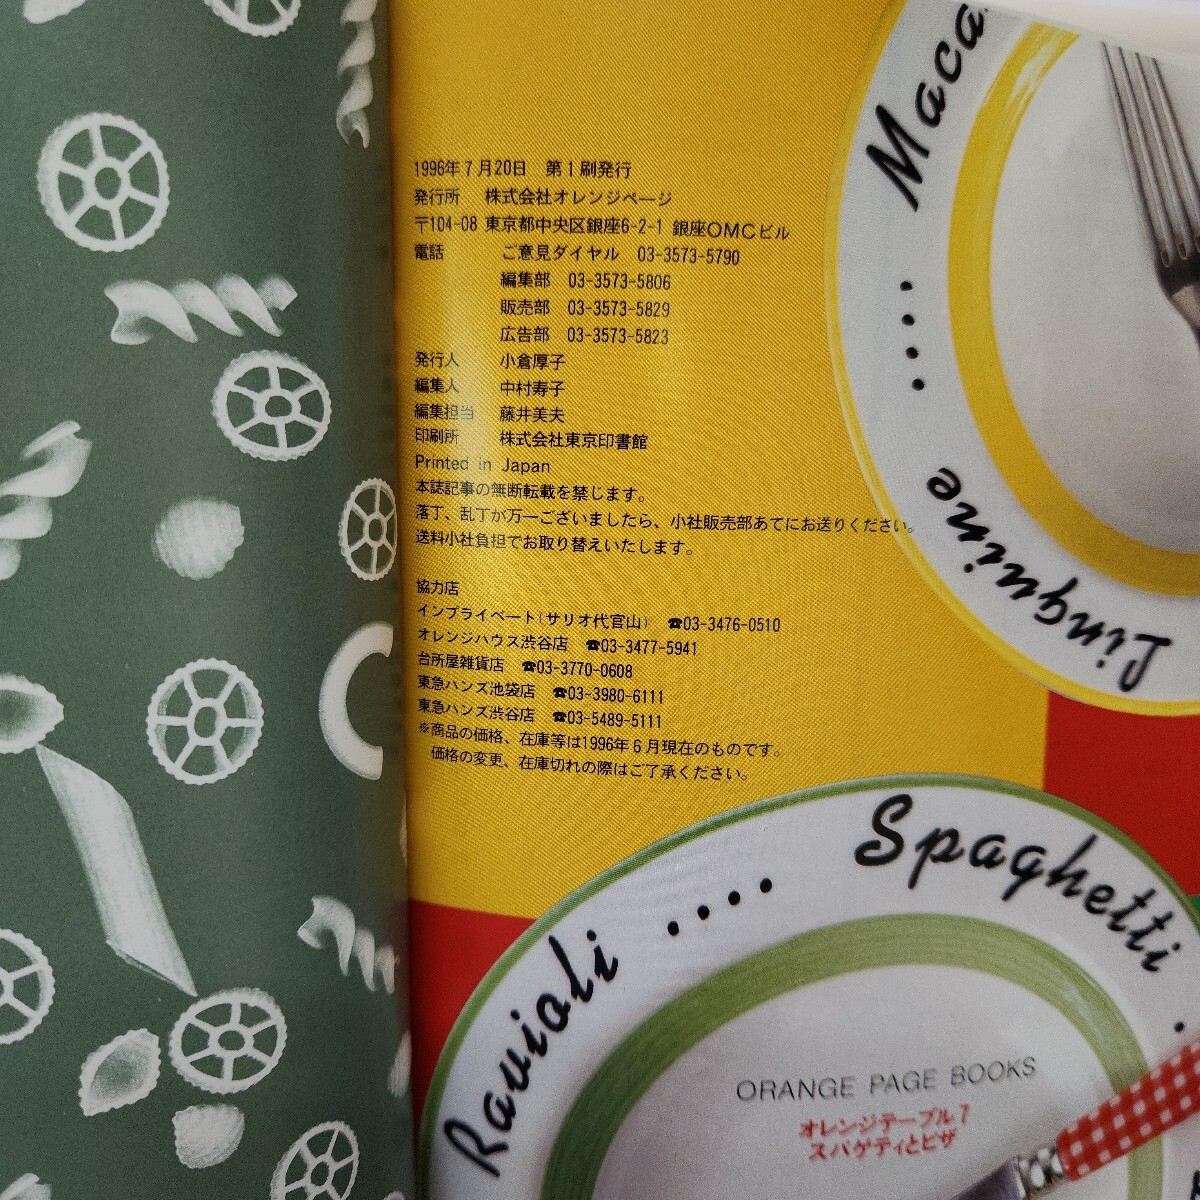 1996年7月20日　第1刷発行
発行所　株式会社オレンジページ
〒104-08 東京都中央区銀座6-2-1 銀座OMCビル
電話　ご意見ダイヤル　03-3573-5790
編集部　03-3573-5806
販売部　03-3573-5829
広告部　03-3573-5823
発行人　小倉厚子
編集人　中村寿子
編集担当　藤井美夫
印刷所　株式会社東京印書館
Printed in Japan
本誌記事の無断転載を禁じます。
落丁、乱丁が万一ございましたら、小社販売部あてにお送りください。
送料小社負担でお取り替えいたします。
協力店
インプライベート(サリオ代官山)　☎03-3476-0510
オレンジハウス渋谷店　☎03-3477-5941
台所屋雑貨店　☎03-3770-0608
東急ハンズ池袋店　☎03-3980-6111
東急ハンズ渋谷店　☎03-5489-5111
※商品の価格、在庫等は1996年6月現在のものです。
価格の変更、在庫切れの際はご了承ください。
Maca
Linguine ....
Ravioli .... Spaghetti
ORANGE PAGE BOOKS
オレンジテーブル7
スパゲティとピザ